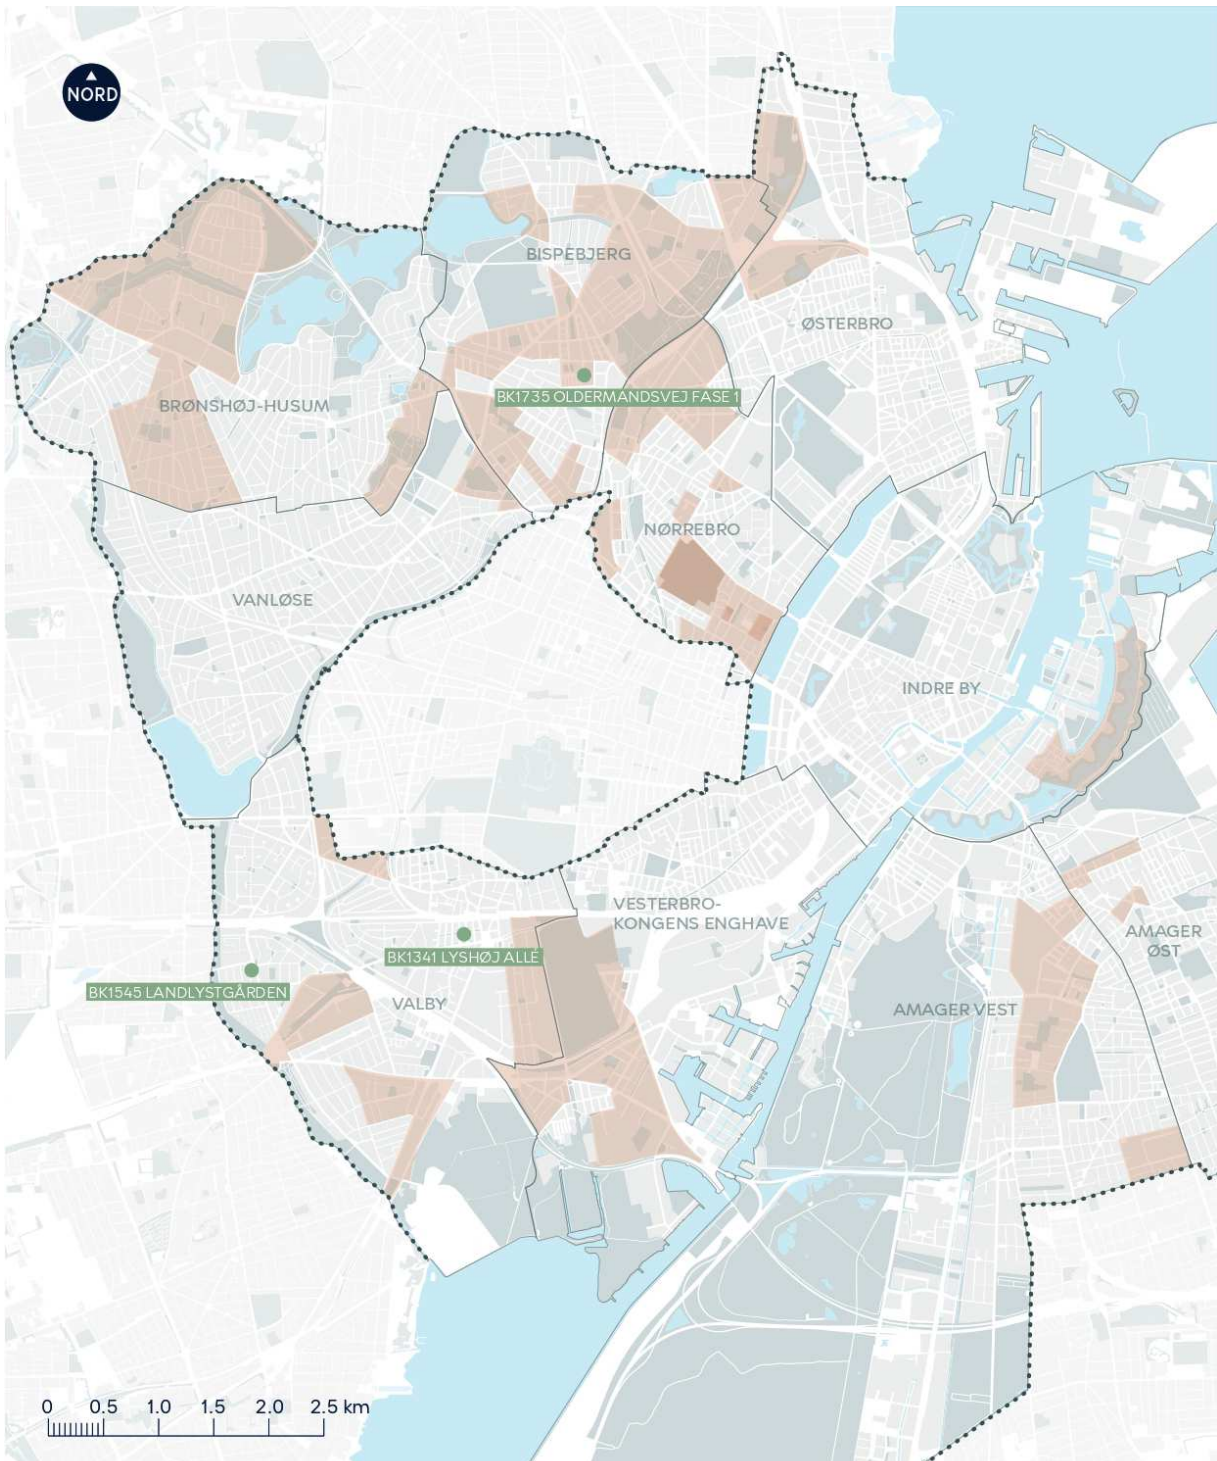 NORD
BISPEBJERG
ØSTERBRO
BK1735 OLDERMANDSVEJ FASE 1
BRØNSHØJ-HUSUM
NØRREBRO
VANLØSE
INDRE BY
VESTERBRO-
KONGENS ENGHAVE
AMAGER
ØST
BK1341 LYSHØJ ALLE
BK1545 LANDLYSTGÅRDEN
VALBY
AMAGER VEST
0 0.5 1.0 1.5 2.0 2.5 km